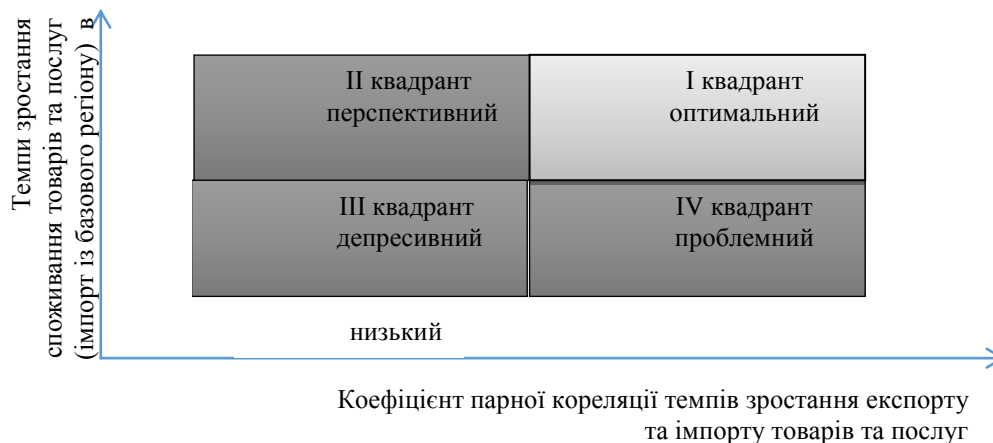 Темпи зростання
споживання товарів та послуг
(імпорт із базового регіону) в
II квадрант
перспективний
I квадрант
оптимальний
III квадрант
депресивний
IV квадрант
проблемний
низький
Коефіцієнт парної кореляції темпів зростання експорту
та імпорту товарів та послуг